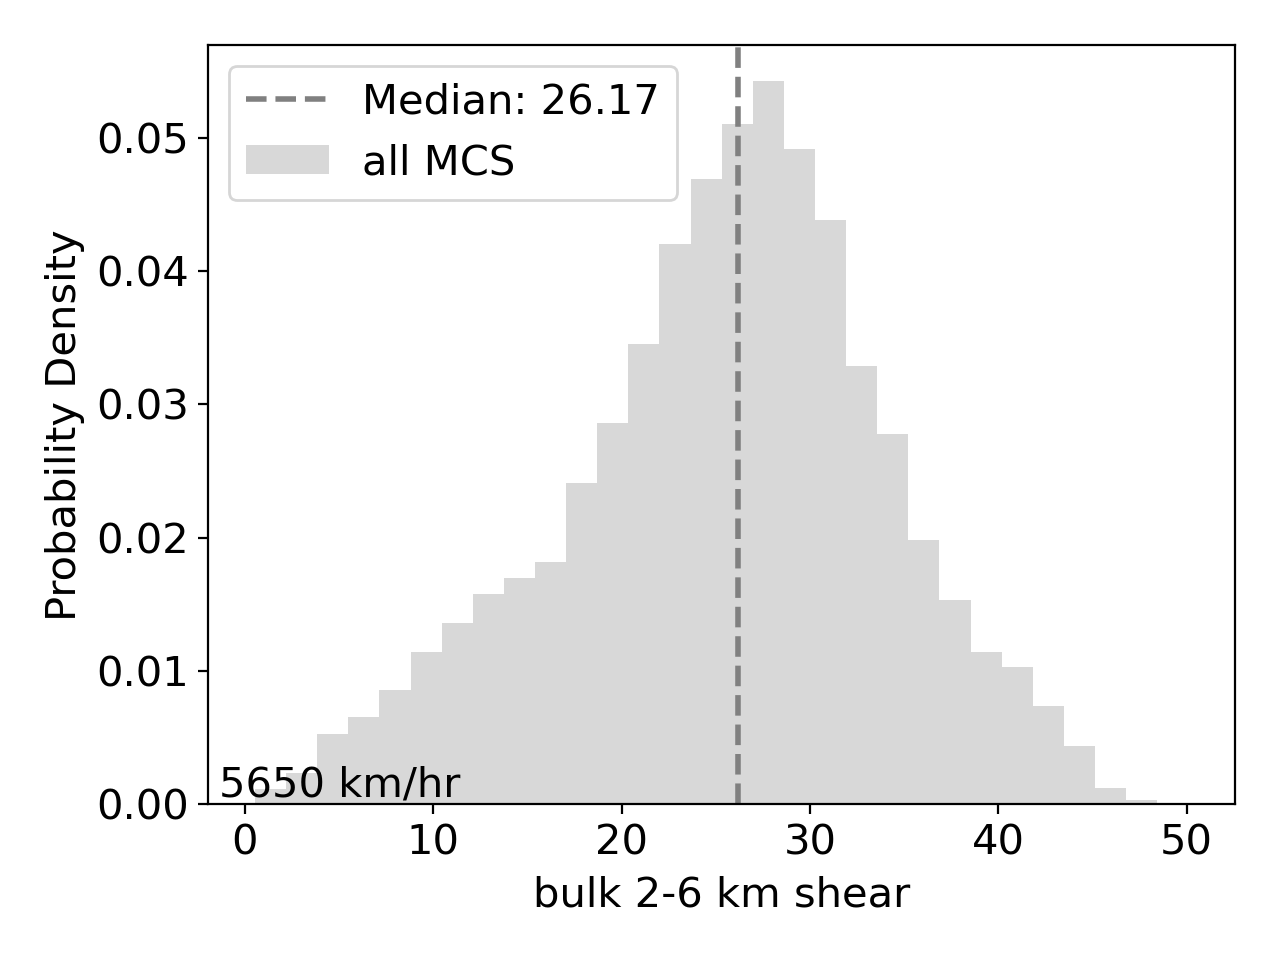 Median: 26.17
all MCS
Probability Density
0.05
0.04
0.03
0.02
0.01
0.00
5650 km/hr
0 10 20 30 40 50
bulk 2-6 km shear